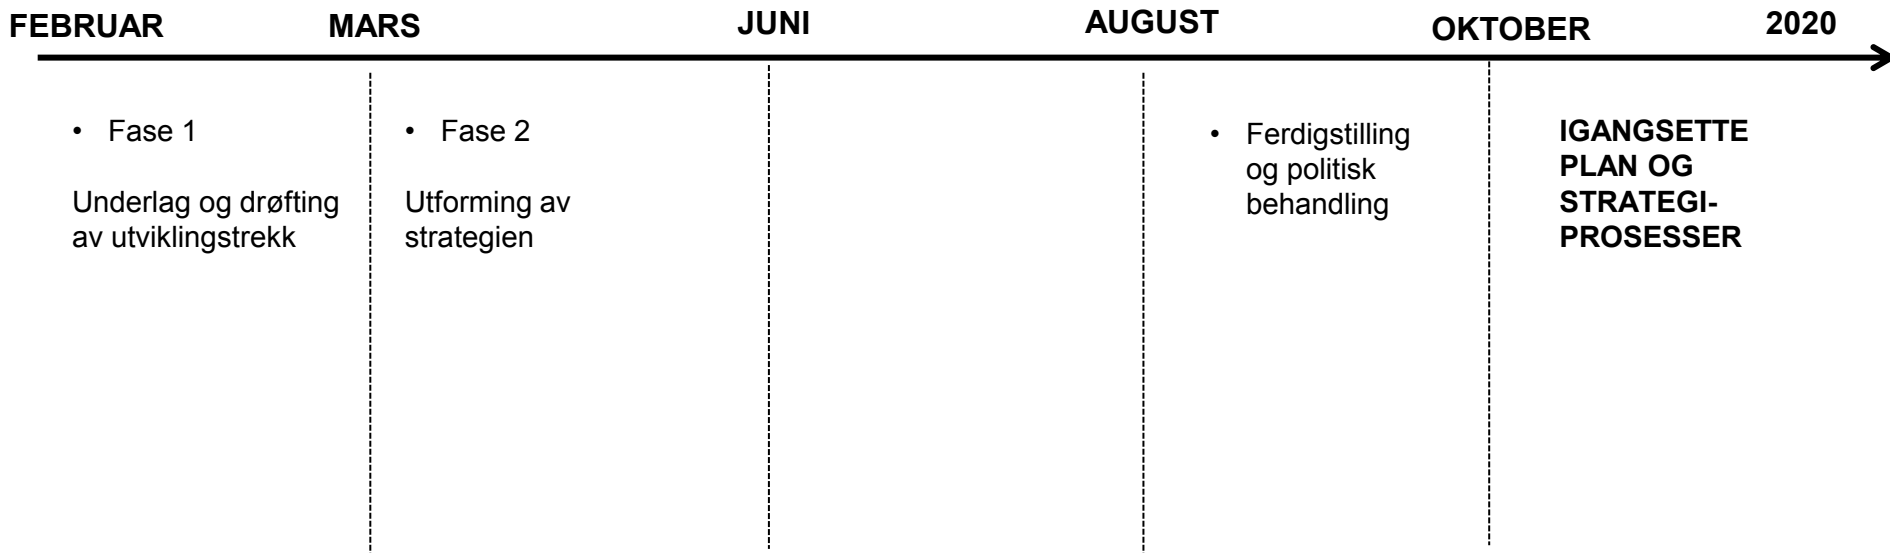 FEBRUAR
MARS
JUNI
AUGUST
OKTOBER
2020
• Fase 1
Underlag og drøfting
av utviklingstrekk
• Fase 2
Utforming av
strategien
• Ferdigstilling
og politisk
behandling
IGANGSETTE
PLAN OG
STRATEGI-
PROSESSER